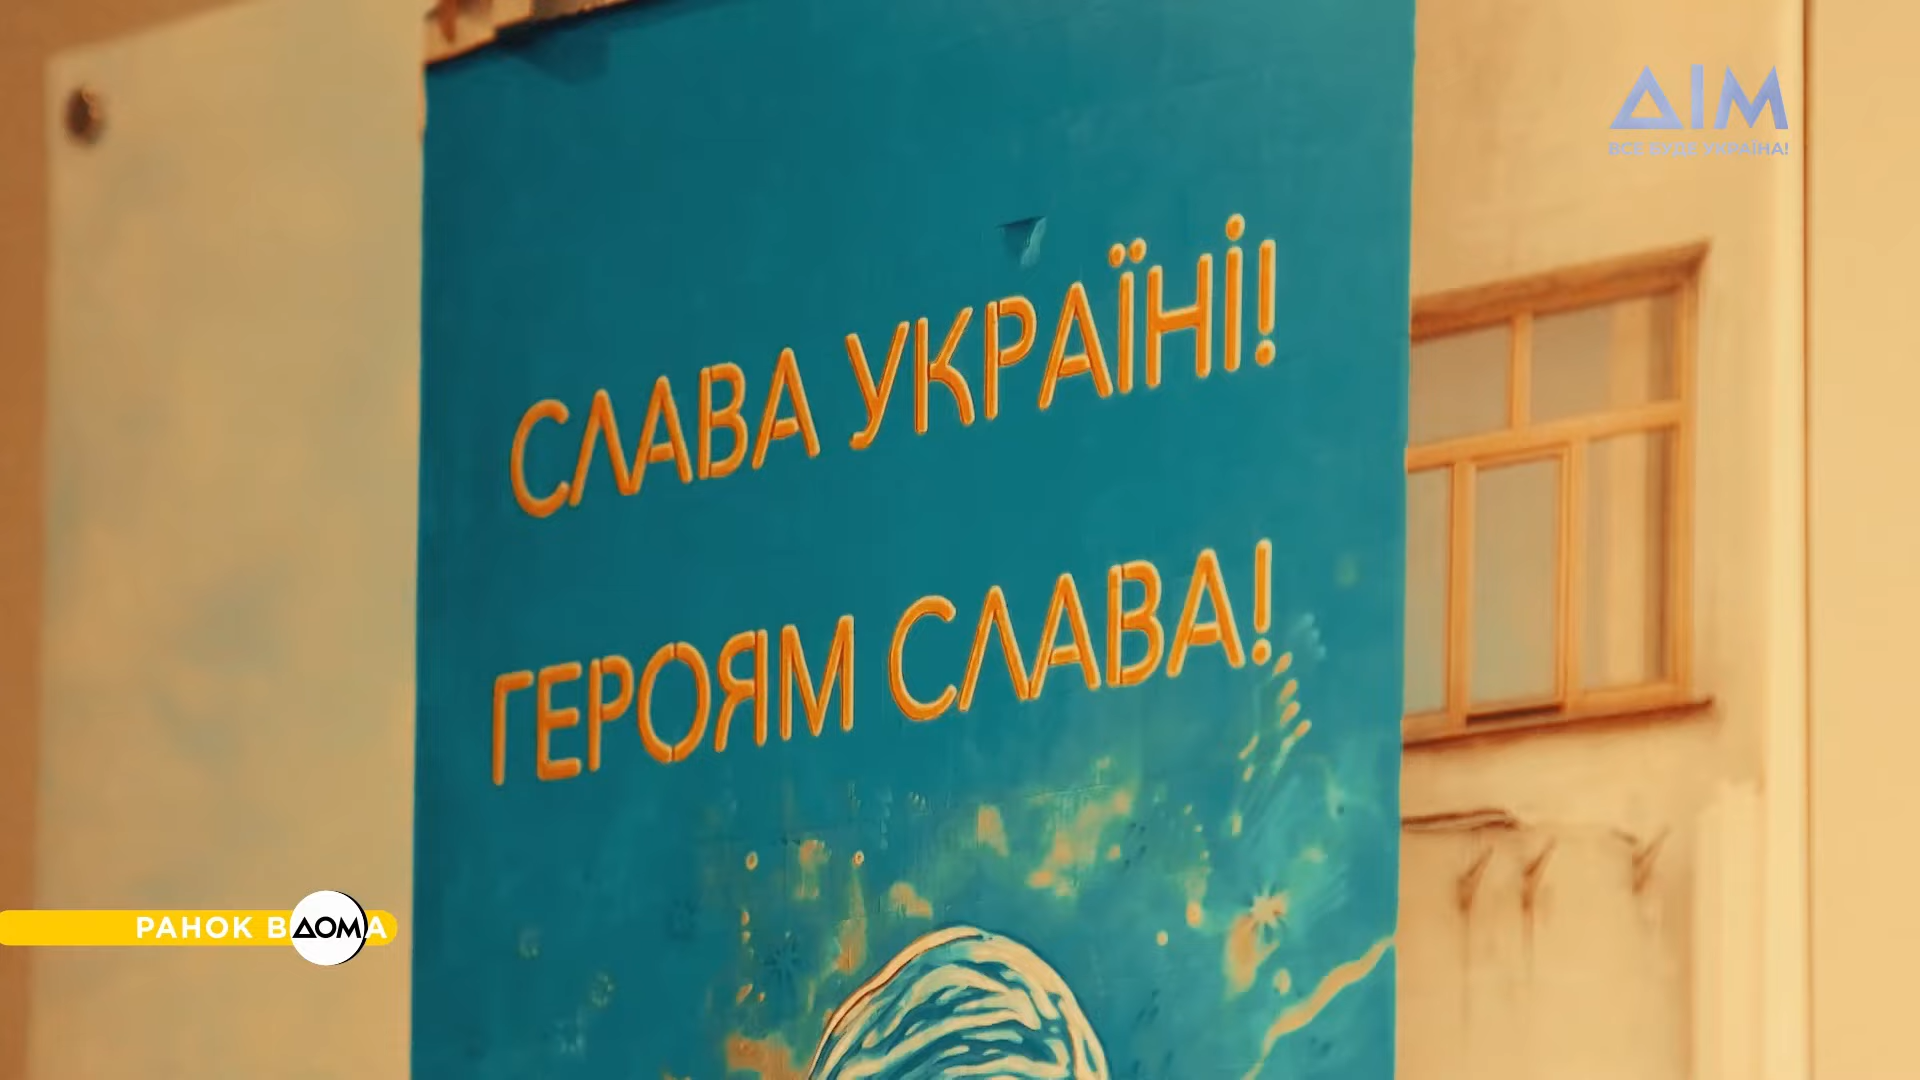 ДІМ
ВСЕ БУДЕ УКРАЇНА!
СЛАВА УКРАЇНІ!
ГЕРОЯМ СЛАВА!
РАНОК ВДОМА